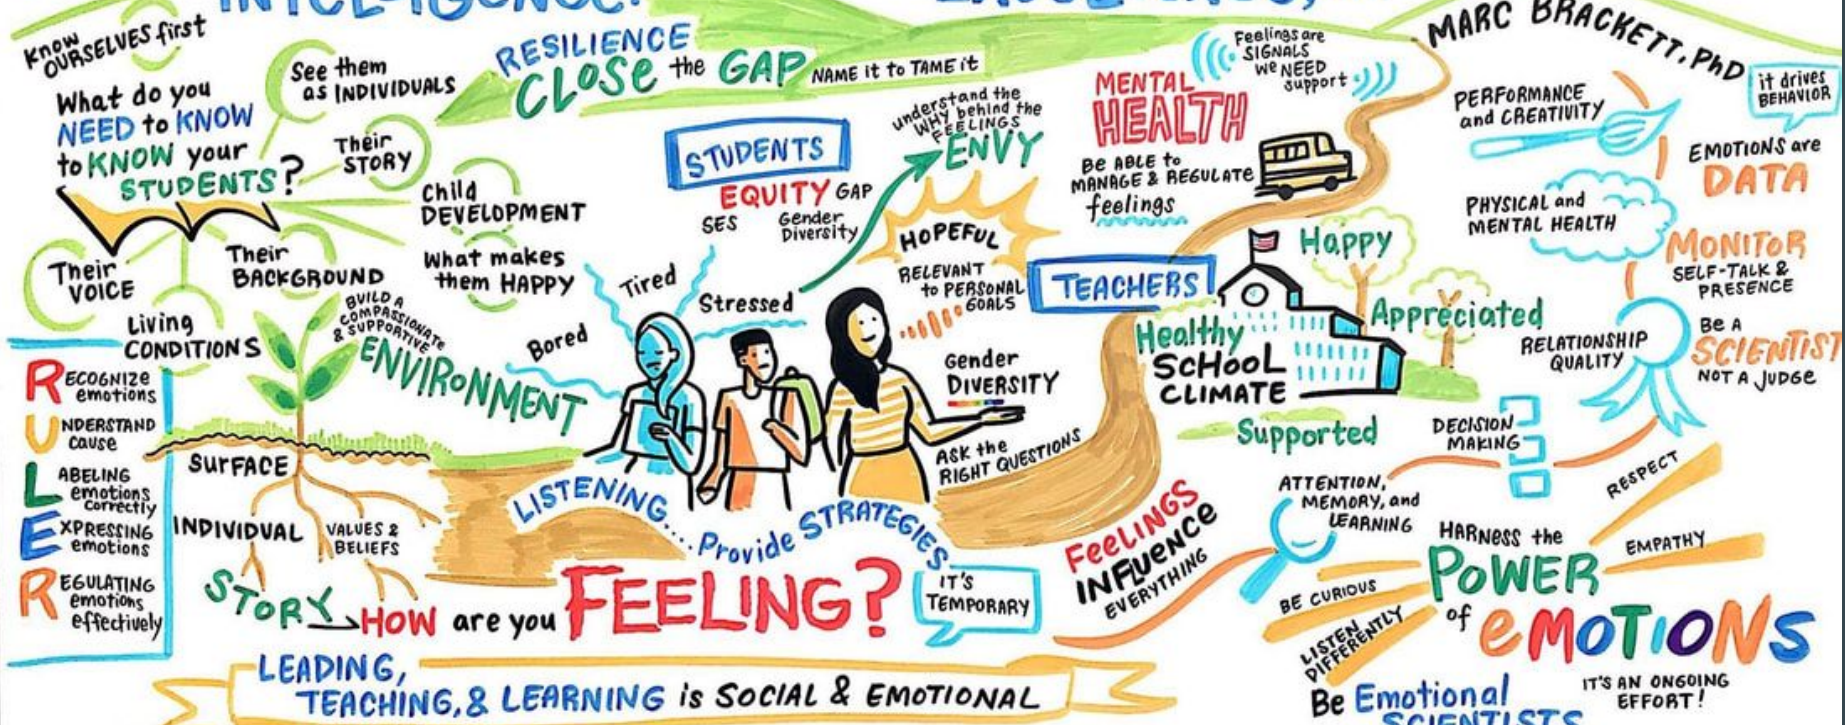 INTELLIGENCE:
Know
OURSELVES first
What do you
NEED to KNOW
to KNOW your
STUDENTS?
See them
as INDIVIDUALS
Their
STORY
Child
DEVELOPMENT
What makes
them HAPPY
Their
BACKGROUND
Their
VOICE
Living
CONDITIONS
RESILIENCE
CLOSE the GAP
NAME it to TAME it
STUDENTS
EQUITY GAP
SES
Gender
Diversity
understand the
WHY behind the
FEELINGS
ENVY
HOPEFUL
RELEVANT
to PERSONAL
GOALS
Tired
Stressed
Bored
Gender
DIVERSITY
ASK the
RIGHT QUESTIONS
BUILD A
COMPASSIONATE
& SUPPORTIVE
ENVIRONMENT
RECOGNIZE
emotions
UNDERSTAND
cause
LABELING
emotions
correctly
EXPRESSING
emotions
REGULATING
emotions
effectively
SURFACE
INDIVIDUAL
VALUES &
BELIEFS
STORY
HOW are you FEELING?
LISTENING... Provide STRATEGIES
IT'S
TEMPORARY
LEADING,
TEACHING, & LEARNING is SOCIAL & EMOTIONAL
MENTAL
HEALTH
Be ABLE to
MANAGE & REGULATE
feelings
Feelings are
SIGNALS
We NEED
support
MARC BRACKETT, PhD
TEACHERS
Healthy
SCHOOL
CLIMATE
Happy
Appreciated
Supported
PERFORMANCE
and CREATIVITY
it drives
BEHAVIOR
EMOTIONS are
DATA
PHYSICAL and
MENTAL HEALTH
MONITOR
SELF-TALK &
PRESENCE
RELATIONSHIP
QUALITY
Be A
SCIENTIST
NOT A JUDGE
DECISION
MAKING
ATTENTION,
MEMORY, and
LEARNING
FEELINGS
INFLUENCE
EVERYTHING
RESPECT
EMPATHY
BE CURIOUS
LISTEN
DIFFERENTLY
HARNESS the
POWER
of eMOTIONS
IT'S AN ONGOING
EFFORT!
Be Emotional
SCIENTISTS